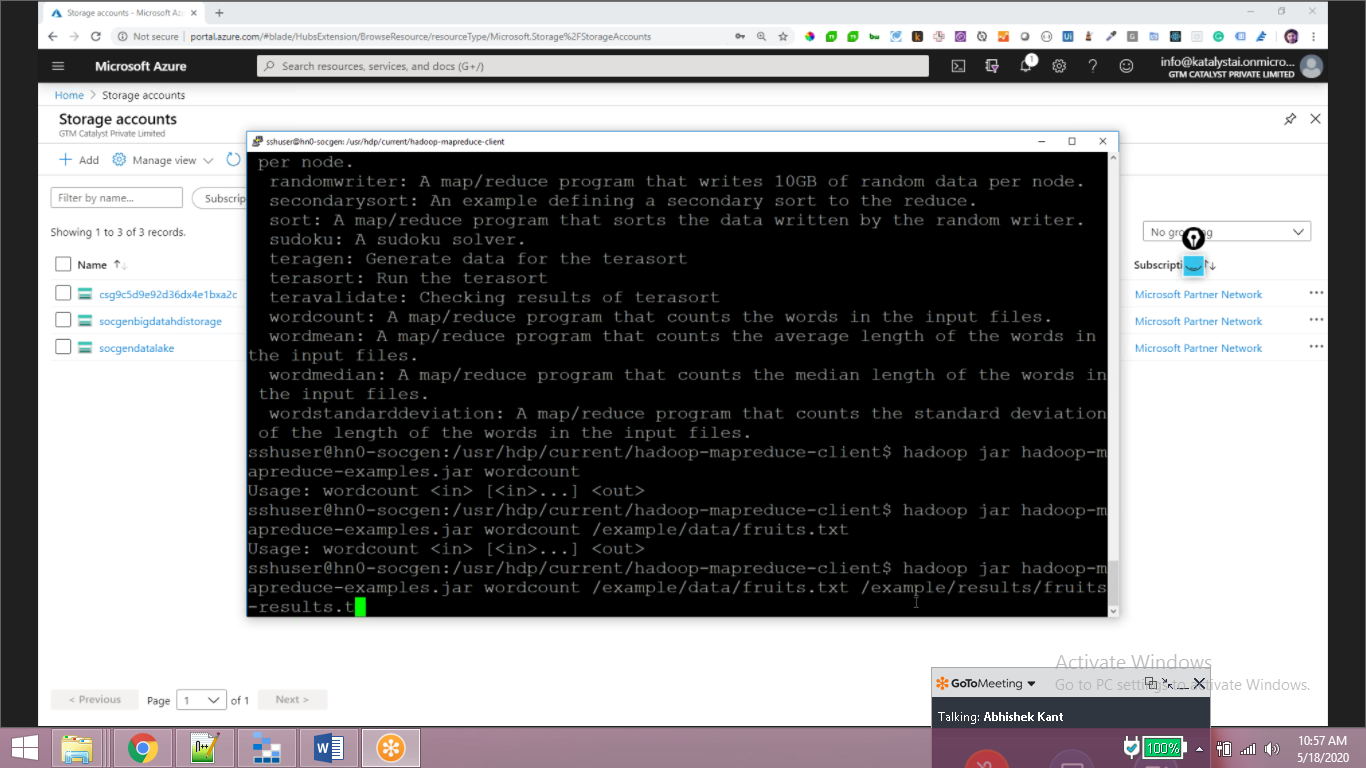 Storage accounts - Microsoft Az
Not secure | portal.azure.com/#blade/HubsExtension/BrowseResource/resourceType/Microsoft.Storage%2FStorageAccounts
Microsoft Azure
Search resources, services, and docs (G+/)
1
info@katalystai.onmicro...
GTM CATALYST PRIVATE LIMITED
Home > Storage accounts
Storage accounts
GTM Catalyst Private Limited
Add
Manage view
Filter by name...
Subscrip
Showing 1 to 3 of 3 records.
Name
csg9c5d9e92d36dx4e1bxa2c
socgenbigdatahdistorage
socgendatalake
sshuser@hn0-socgen: /usr/hdp/current/hadoop-mapreduce-client
per node.
randomwriter: A map/reduce program that writes 10GB of random data per node.
secondarysort: An example defining a secondary sort to the reduce.
sort: A map/reduce program that sorts the data written by the random writer.
sudoku: A sudoku solver.
teragen: Generate data for the terasort
terasort: Run the terasort
teravalidate: Checking results of terasort
wordcount: A map/reduce program that counts the words in the input files.
wordmean: A map/reduce program that counts the average length of the words in
the input files.
wordmedian: A map/reduce program that counts the median length of the words in
the input files.
wordstandarddeviation: A map/reduce program that counts the standard deviation
of the length of the words in the input files.
sshuser@hn0-socgen:/usr/hdp/current/hadoop-mapreduce-client$ hadoop jar hadoop-m
apreduce-examples.jar wordcount
Usage: wordcount <in> [<in>...] <out>
sshuser@hn0-socgen:/usr/hdp/current/hadoop-mapreduce-client$ hadoop jar hadoop-m
apreduce-examples.jar wordcount /example/data/fruits.txt
Usage: wordcount <in> [<in>...] <out>
sshuser@hn0-socgen:/usr/hdp/current/hadoop-mapreduce-client$ hadoop jar hadoop-m
apreduce-examples.jar wordcount /example/data/fruits.txt /example/results/fruits
-results.t
Subscripti
Microsoft Partner Network
Microsoft Partner Network
Microsoft Partner Network
< Previous
Page 1 of 1
Next >
Activate Windows
Go to PC settings to activate Windows.
GoToMeeting
Talking: Abhishek Kant
100%
10:57 AM
5/18/2020